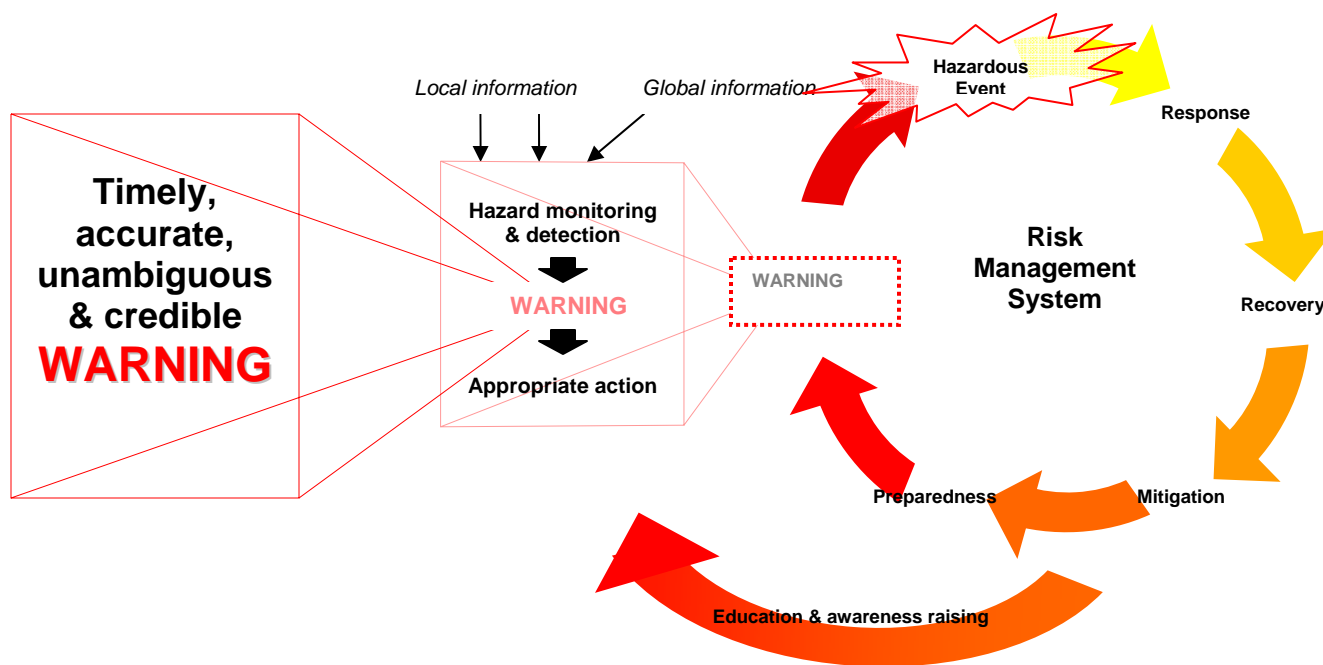 Timely,
accurate,
unambiguous
& credible
WARNING
Local information
Global information
Hazard monitoring
& detection
WARNING
Appropriate action
WARNING
Hazardous
Event
Response
Risk
Management
System
Recovery
Mitigation
Preparedness
Education & awareness raising